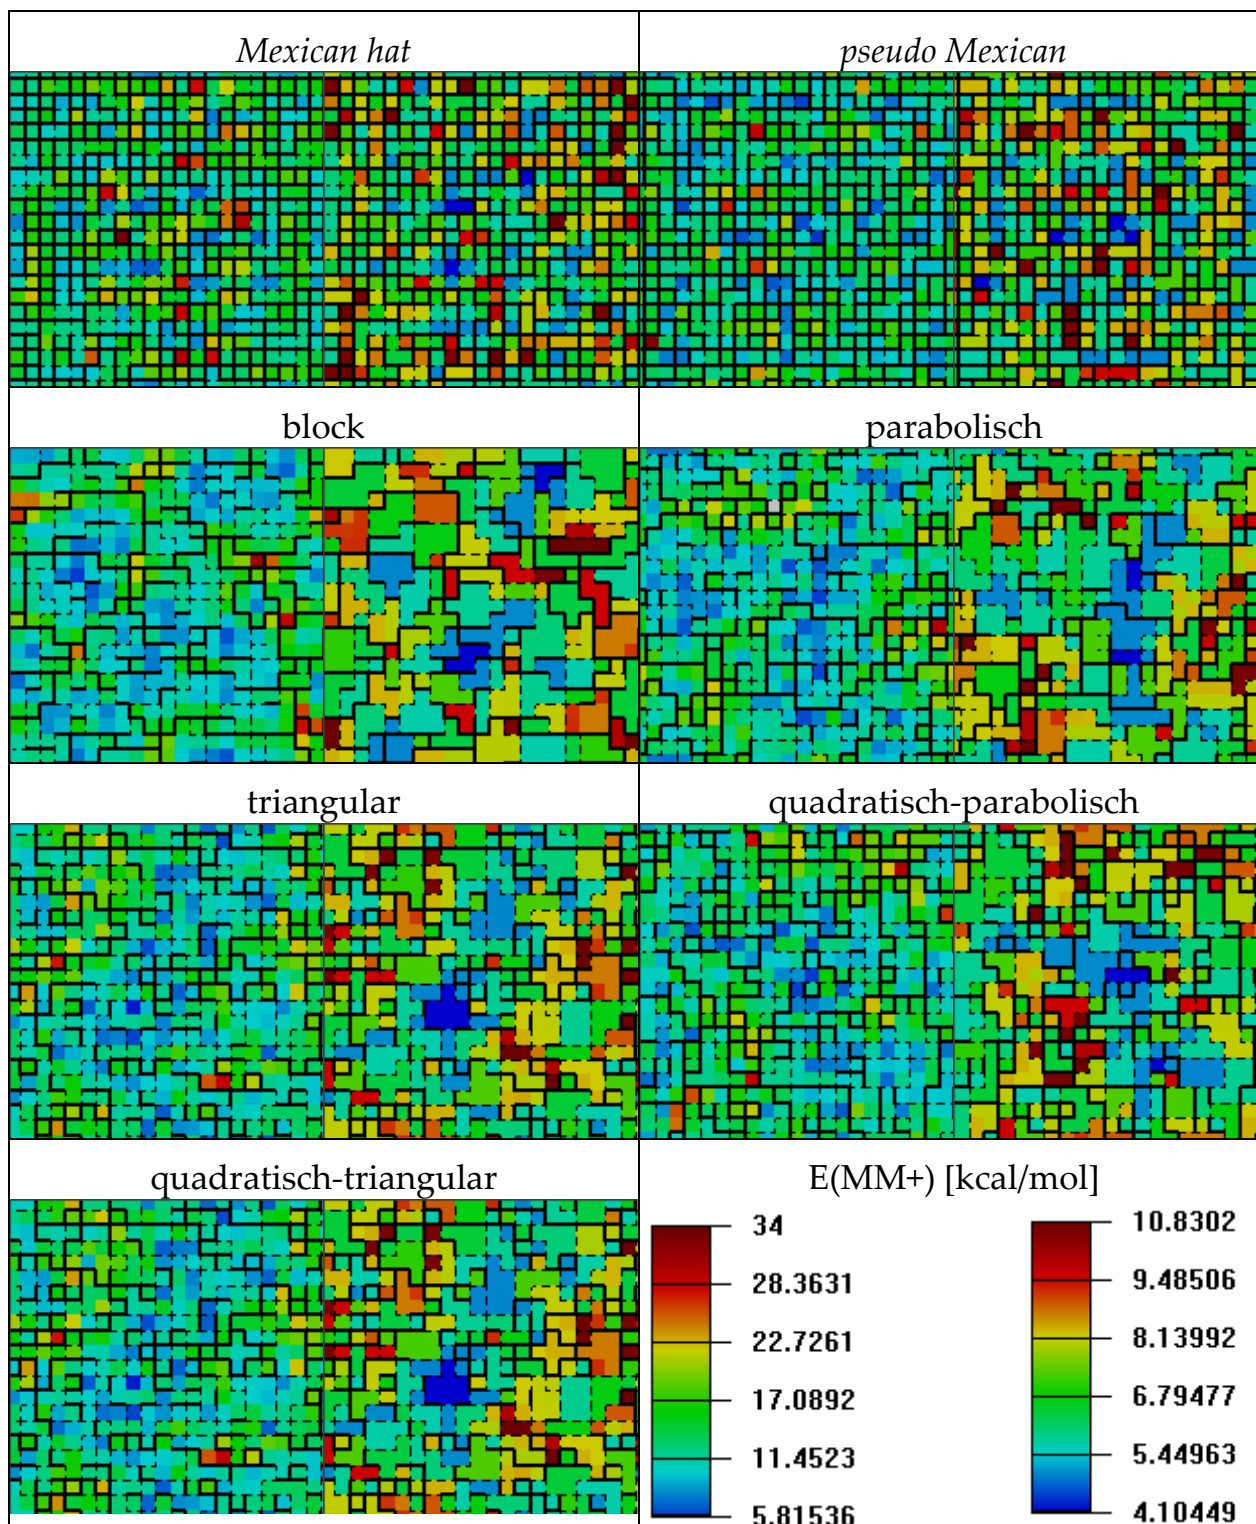 Mexican hat
pseudo Mexican
block
parabolisch
triangular
quadratisch-parabolisch
quadratisch-triangular
E(MM+) [kcal/mol]
34
28.3631
22.7261
17.0892
11.4523
5.81536
10.8302
9.48506
8.13992
6.79477
5.44963
4.10449